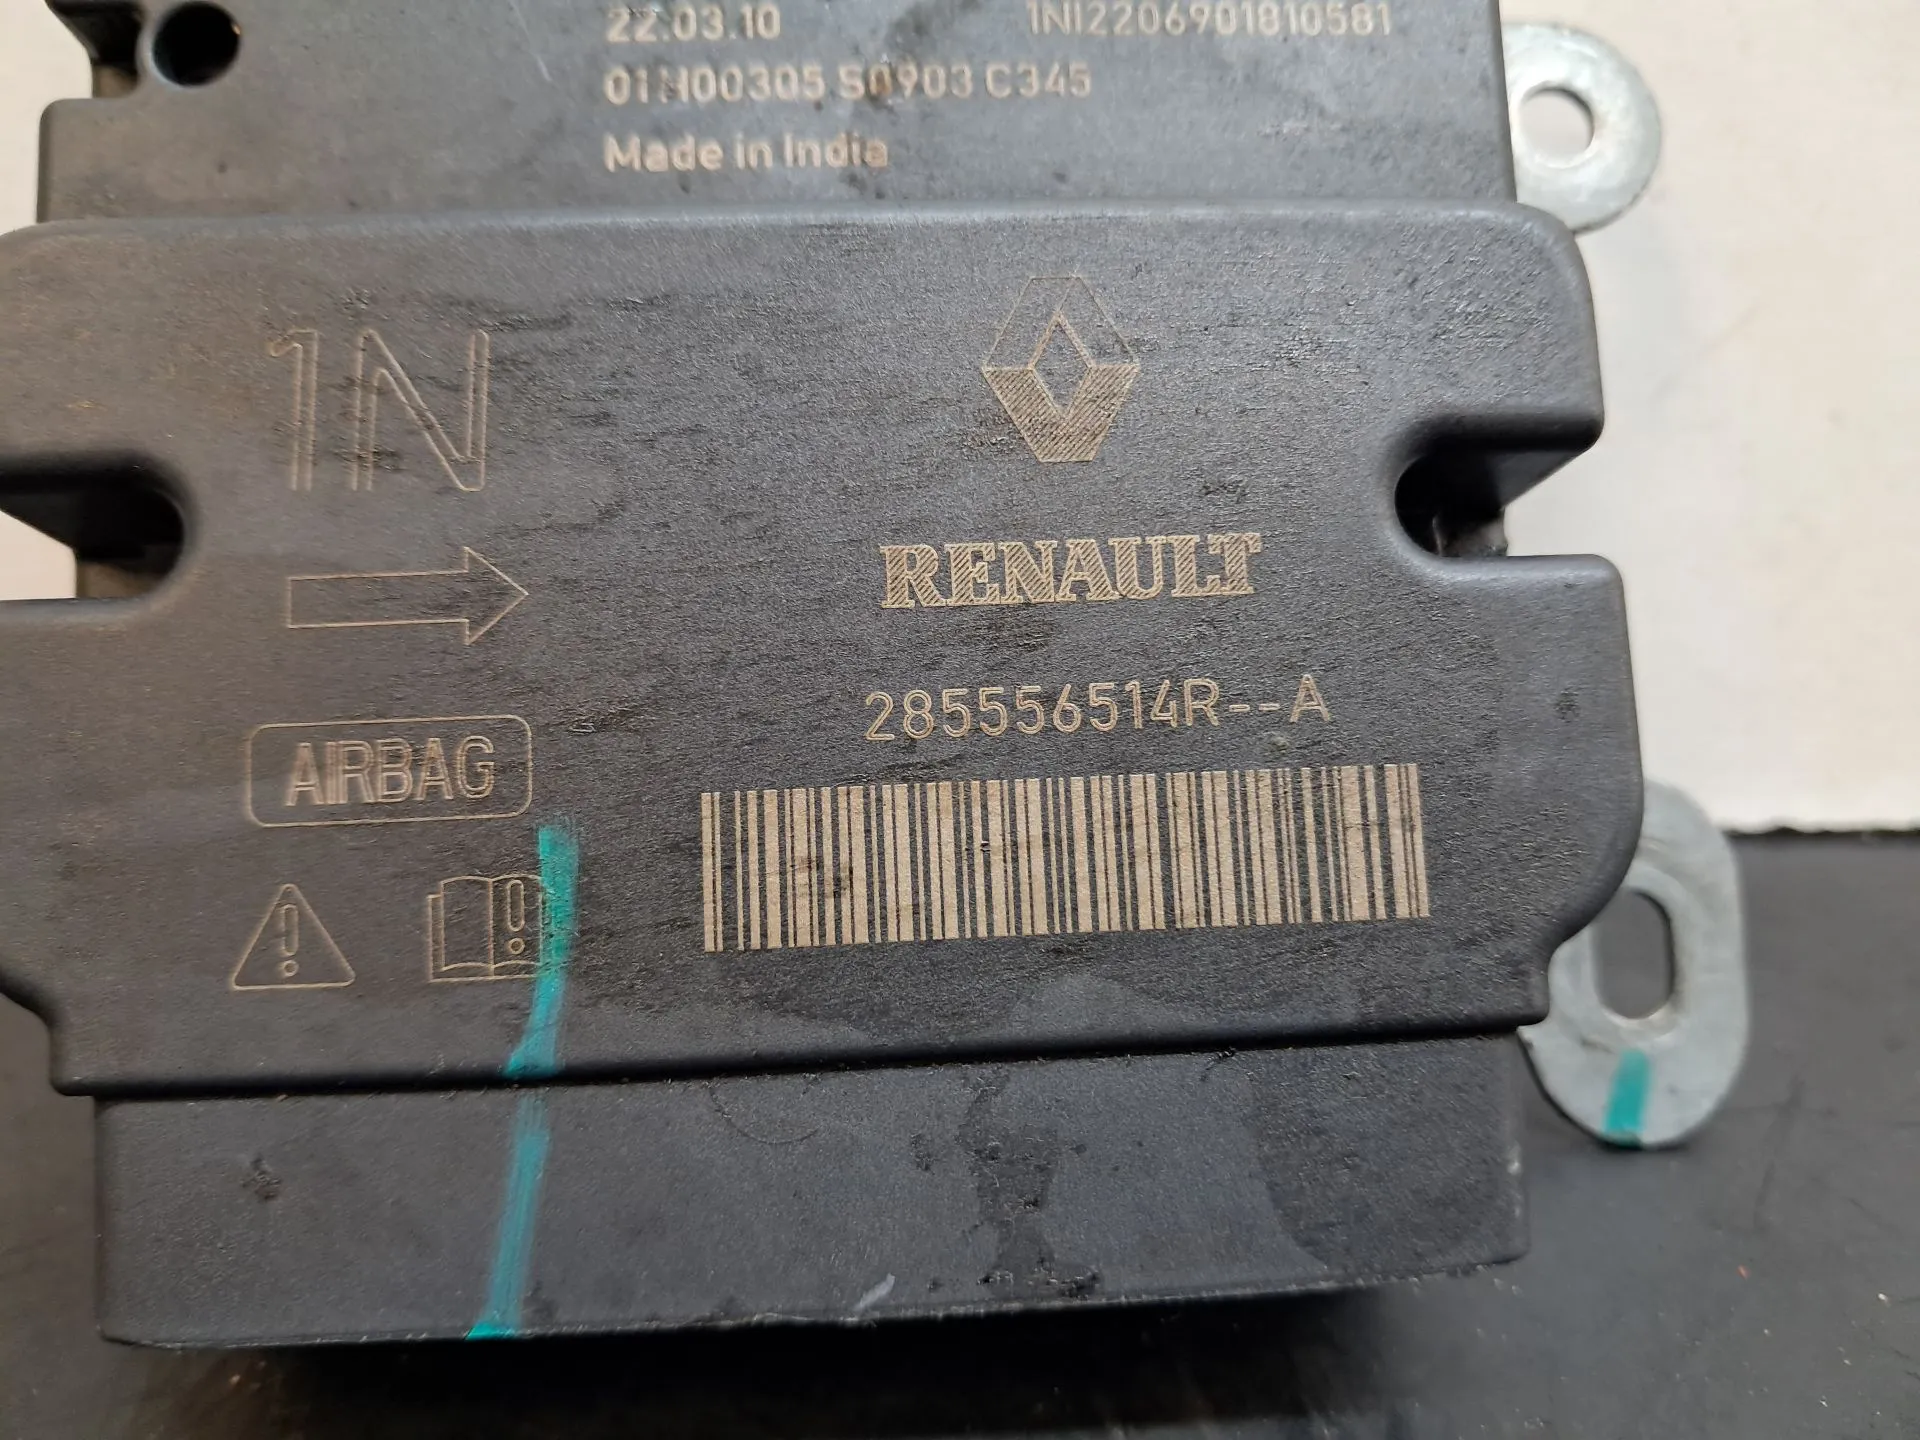 22.03.10 1NI2206901810581
01H00305 S0903 C345
Made in India
1N
RENAULT
285556514R--A
AIRBAG